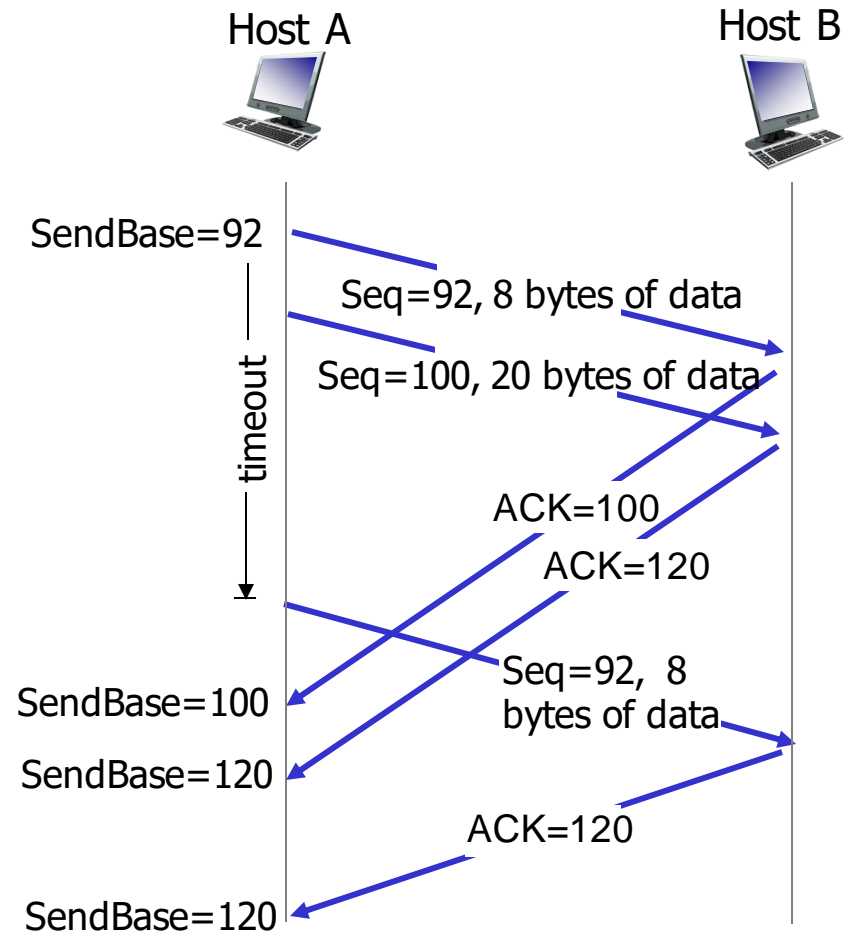 Host A
Host B
SendBase=92
Seq=92, 8 bytes of data
Seq=100, 20 bytes of data
timeout
ACK=100
ACK=120
Seq=92, 8
bytes of data
SendBase=100
SendBase=120
ACK=120
SendBase=120